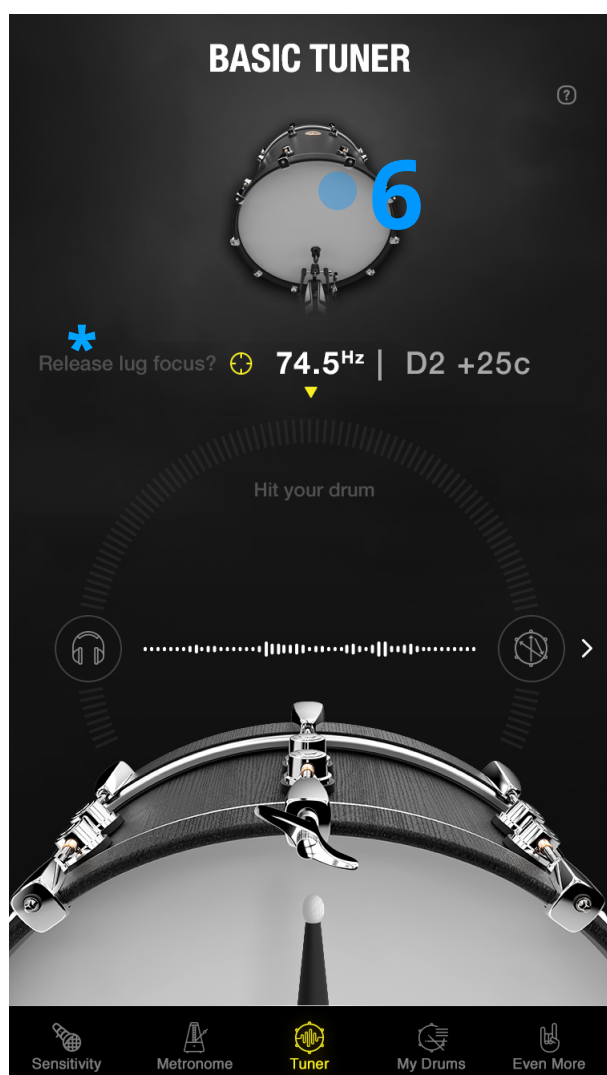 BASIC TUNER
?
6
*
Release lug focus? 74.5Hz | D2 +25c
Hit your drum
Sensitivity Metronome Tuner My Drums Even More